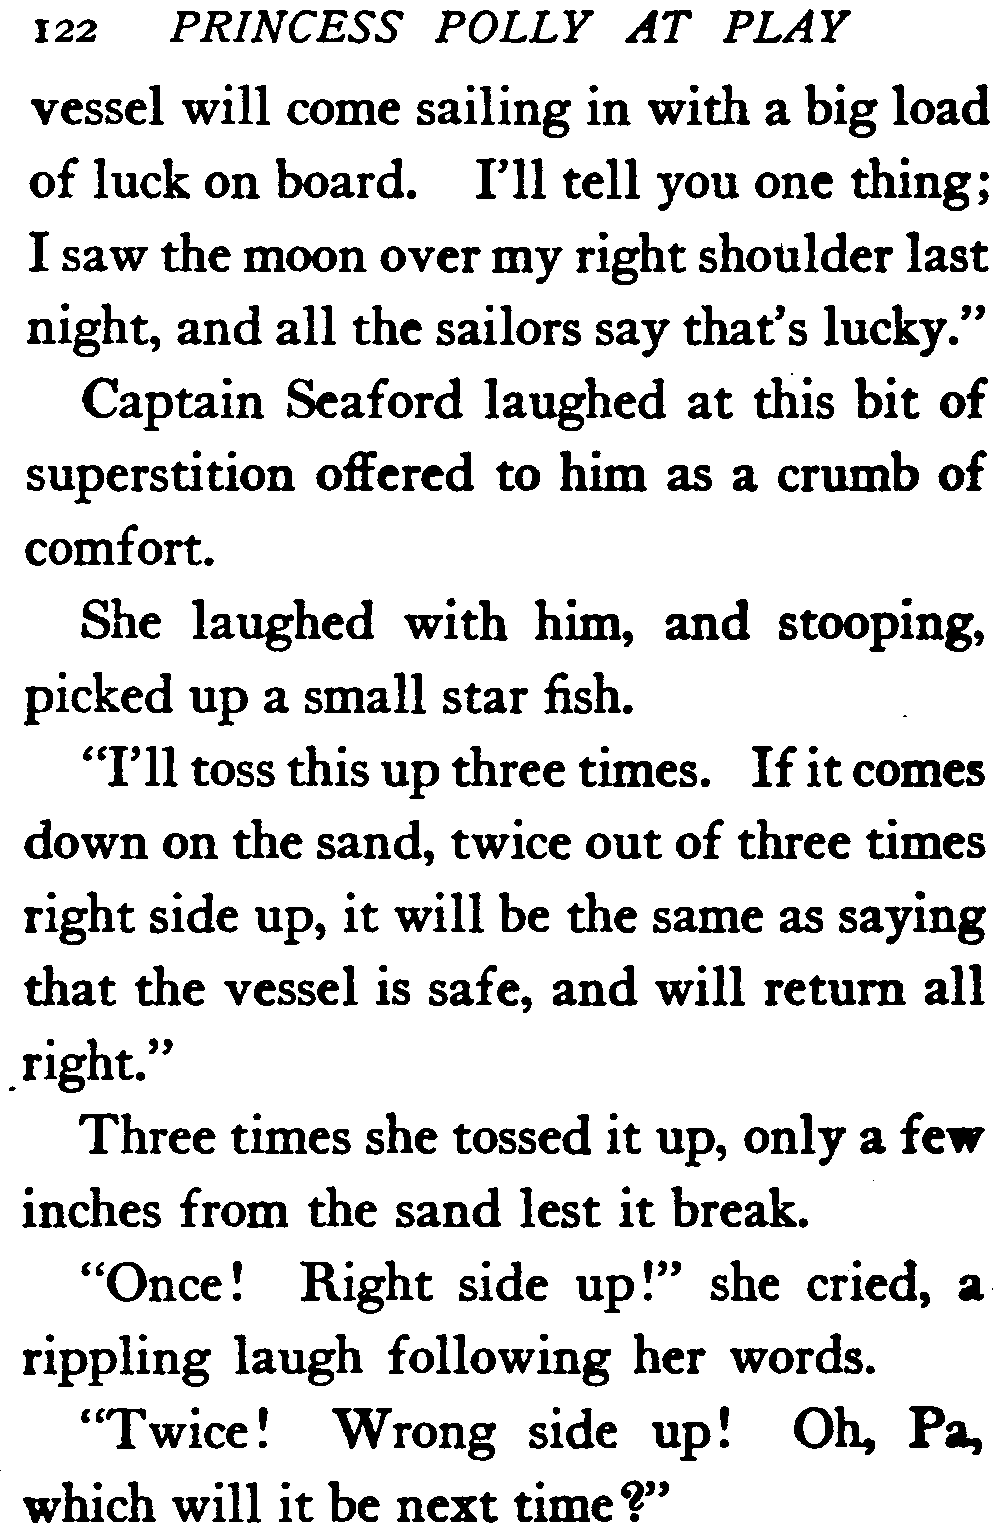 122 PRINCESS POLLY AT PLAY
vessel will come sailing in with a big load
of luck on board. I'll tell you one thing;
I saw the moon over my right shoulder last
night, and all the sailors say that's lucky."
Captain Seaford laughed at this bit of
superstition offered to him as a crumb of
comfort.
She laughed with him, and stooping,
picked up a small star fish.
"I'll toss this up three times. If it comes
down on the sand, twice out of three times
right side up, it will be the same as saying
that the vessel is safe, and will return all
right."
Three times she tossed it up, only a few
inches from the sand lest it break.
"Once! Right side up!" she cried, a
rippling laugh following her words.
"Twice! Wrong side up! Oh, Pa,
which will it be next time?"